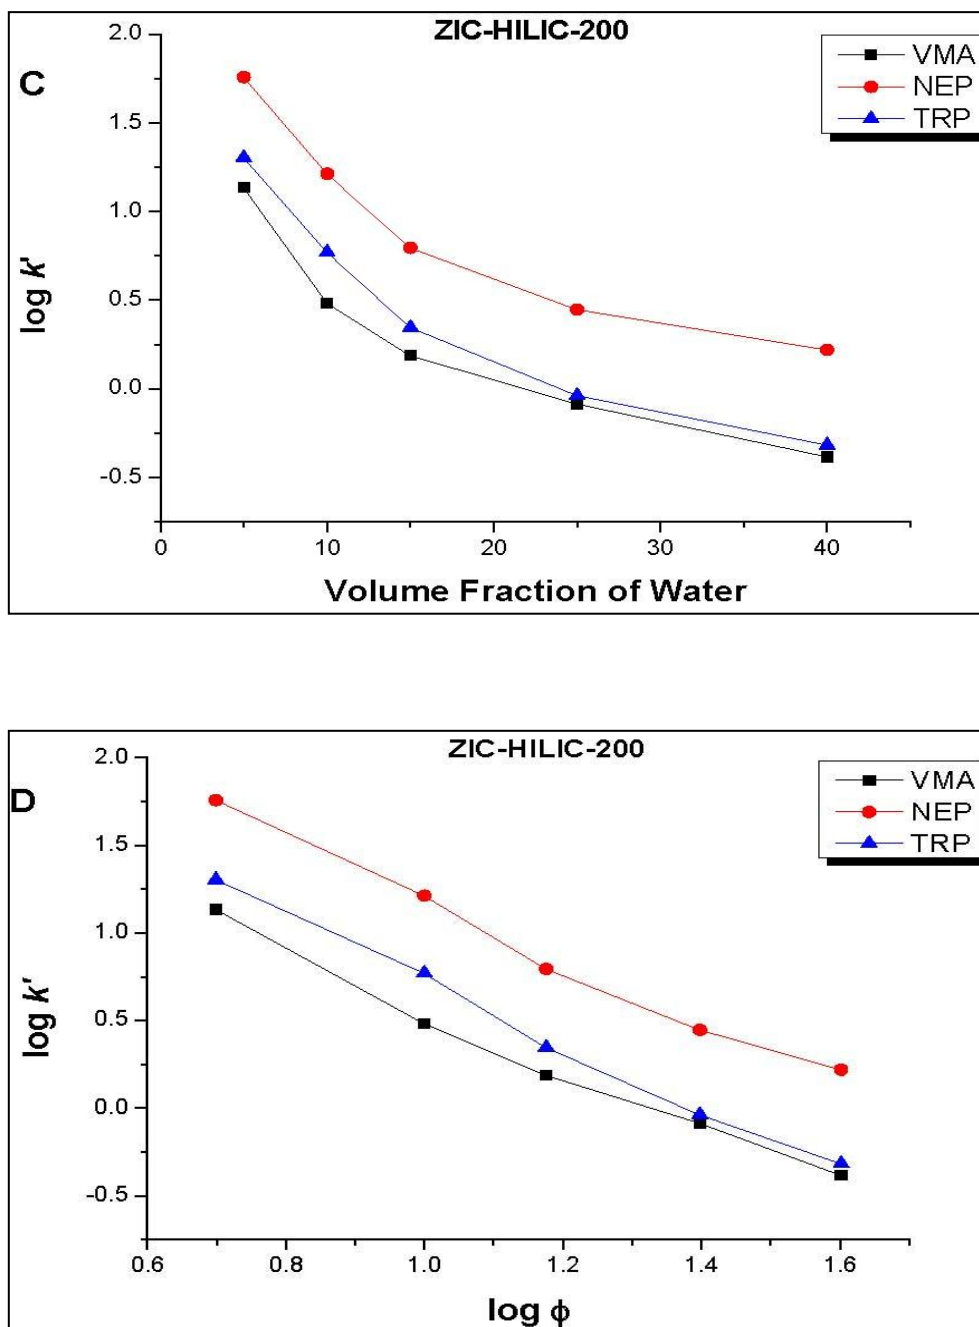 ZIC-HILIC-200
C
VMA
NEP
TRP
2.0
1.5
1.0
0.5
0.0
-0.5
log k'
0 10 20 30 40
Volume Fraction of Water
ZIC-HILIC-200
D
VMA
NEP
TRP
2.0
1.5
1.0
0.5
0.0
-0.5
log k'
0.6 0.8 1.0 1.2 1.4 1.6
log ϕ